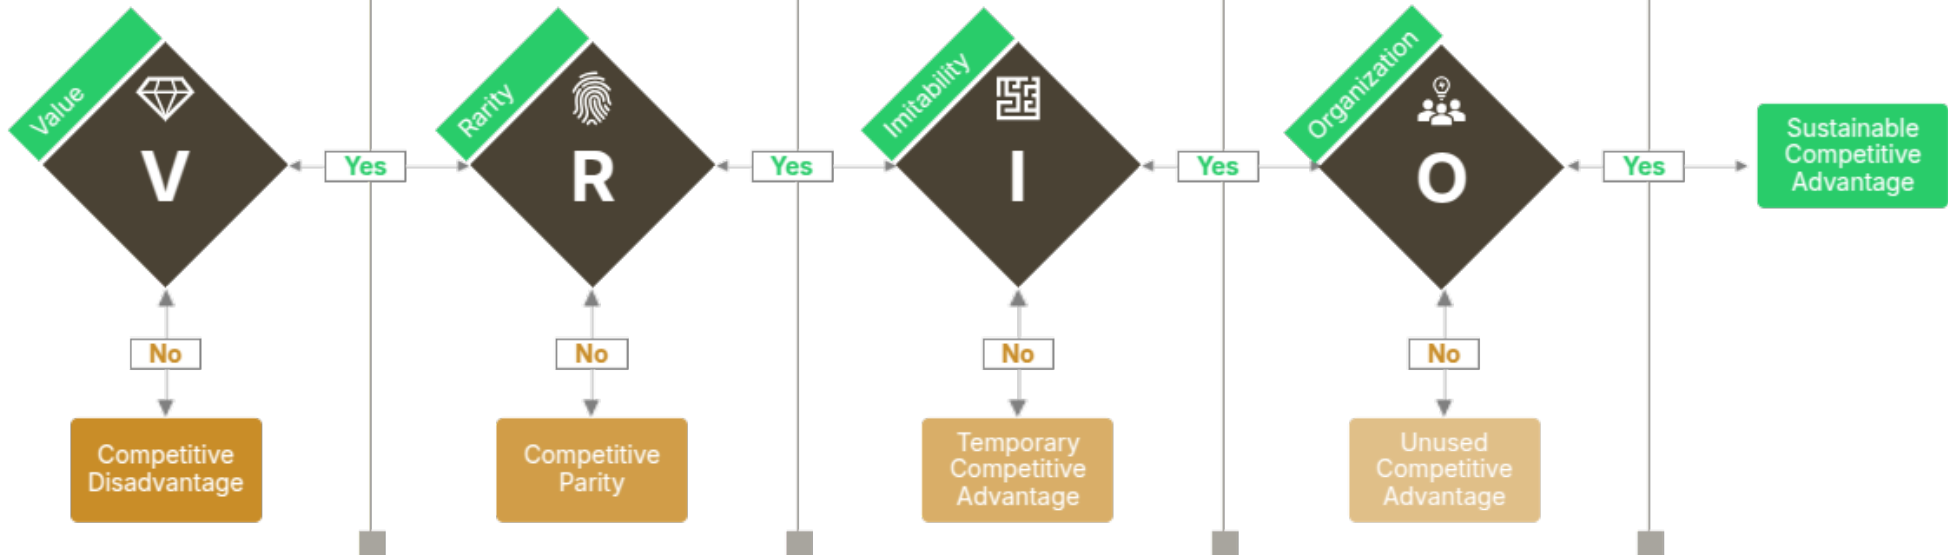 Value
Rarity
Imitability
Organization
V
Yes
R
Yes
I
Yes
O
Yes
Sustainable
Competitive
Advantage
No
No
No
No
Competitive
Disadvantage
Competitive
Parity
Temporary
Competitive
Advantage
Unused
Competitive
Advantage